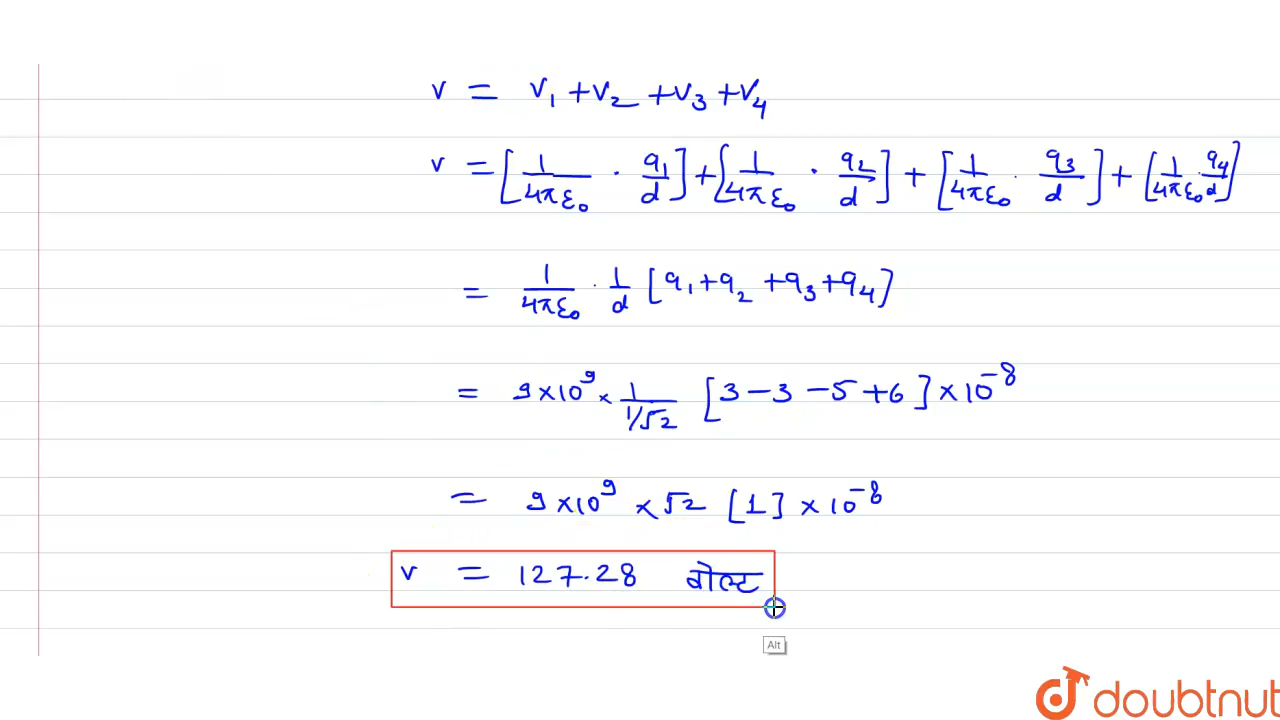 v = v₁ + v₂ + v₃ + v₄
v = [1/4πε₀ · q₁/d] + [1/4πε₀ · q₂/d] + [1/4πε₀ · q₃/d] + [1/4πε₀ · q₄/d]
= 1/4πε₀ · 1/d [q₁ + q₂ + q₃ + q₄]
= 9×10⁹ × 1/(1/√2) [3 - 3 - 5 + 6] × 10⁻⁸
= 9×10⁹ × √2 [1] × 10⁻⁸
v = 127.28 वोल्ट
Alt
doubtnut